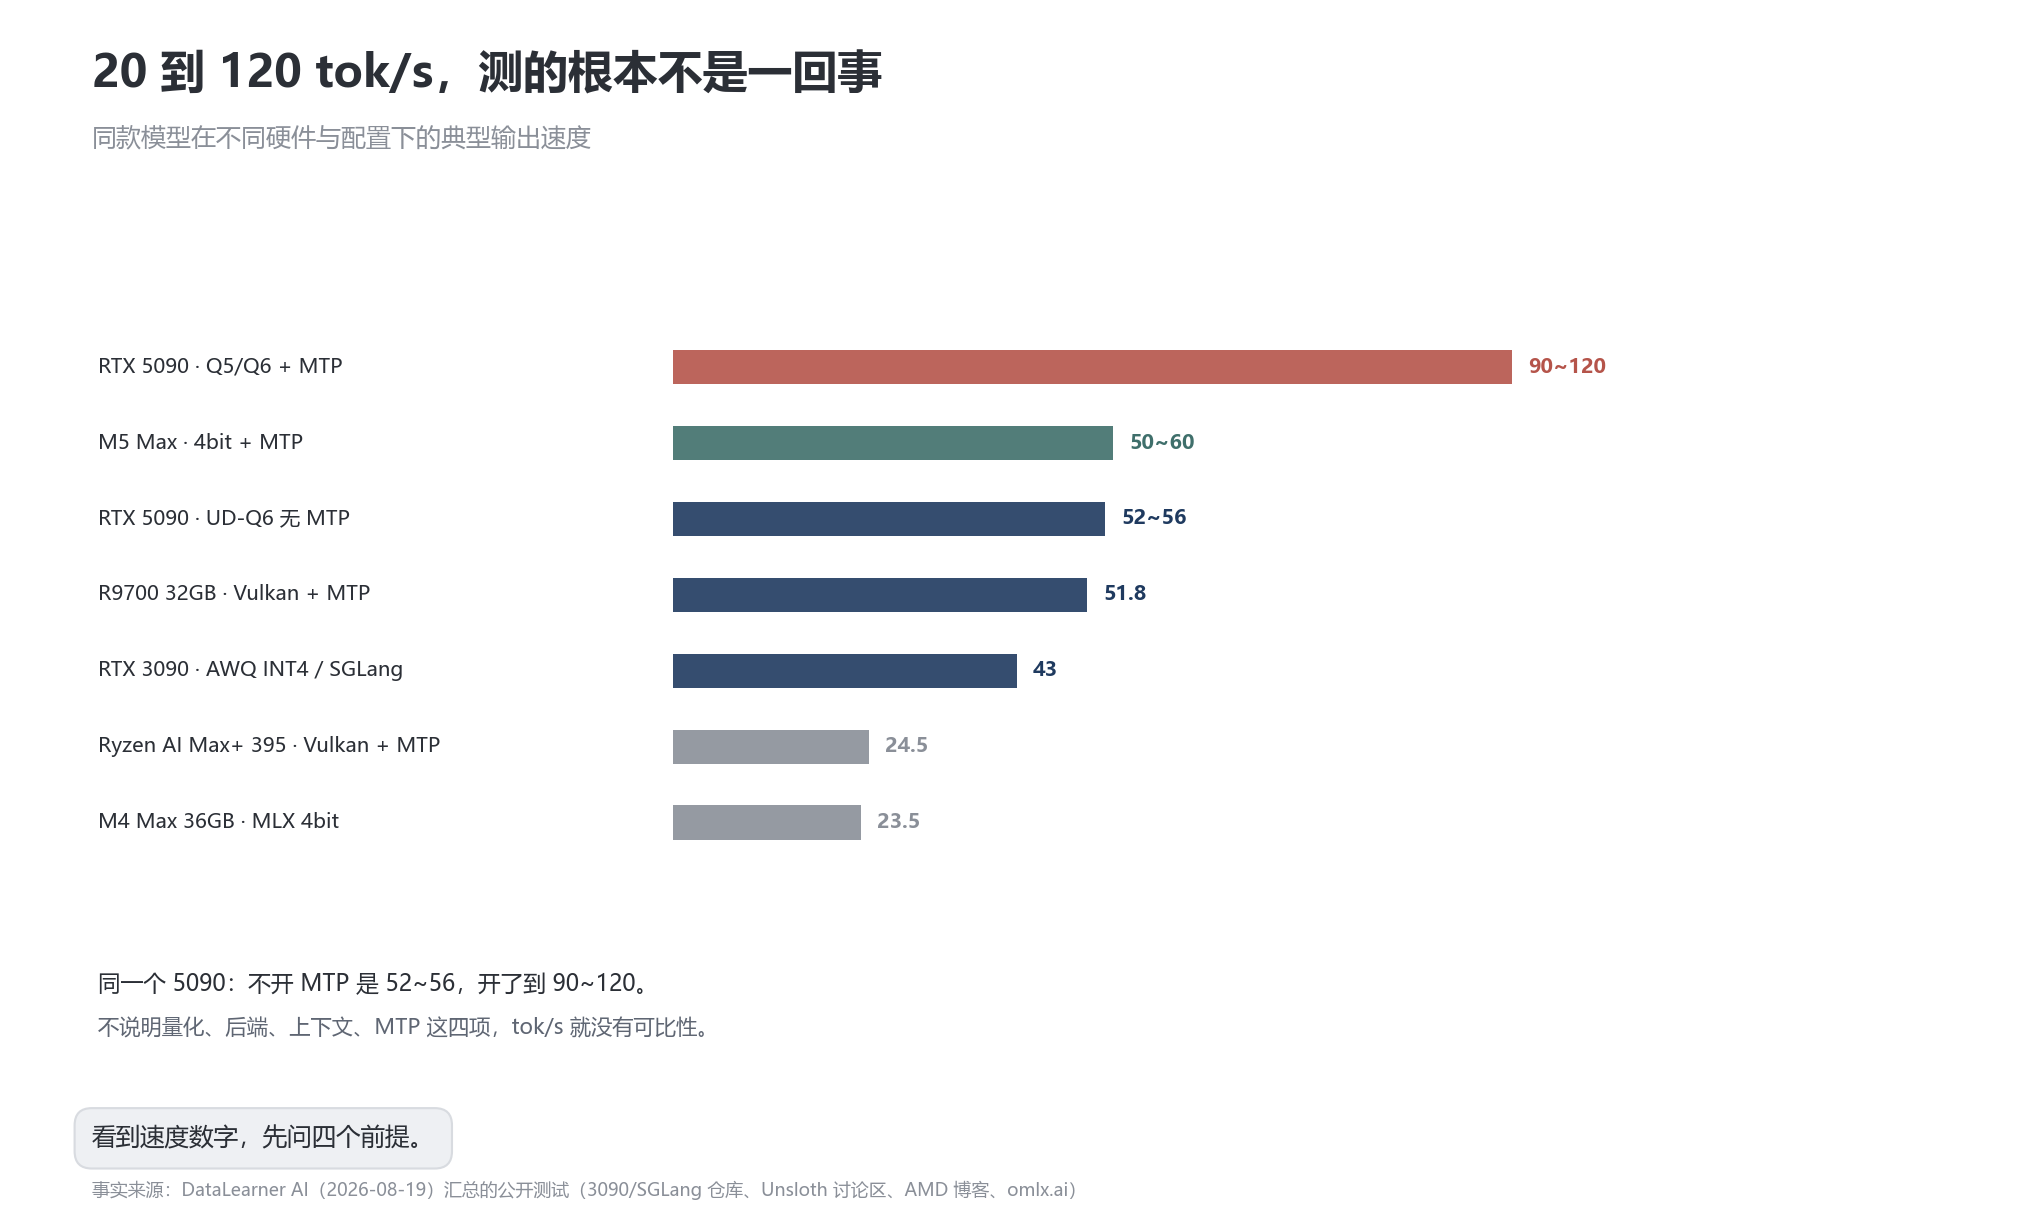 20 到 120 tok/s，测的根本不是一回事
同款模型在不同硬件与配置下的典型输出速度
RTX 5090 · Q5/Q6 + MTP 90~120
M5 Max · 4bit + MTP 50~60
RTX 5090 · UD-Q6 无 MTP 52~56
R9700 32GB · Vulkan + MTP 51.8
RTX 3090 · AWQ INT4 / SGLang 43
Ryzen AI Max+ 395 · Vulkan + MTP 24.5
M4 Max 36GB · MLX 4bit 23.5
同一个 5090：不开 MTP 是 52~56，开了到 90~120。
不说明量化、后端、上下文、MTP 这四项，tok/s 就没有可比性。
看到速度数字，先问四个前提。
事实来源：DataLearner AI（2026-08-19）汇总的公开测试（3090/SGLang 仓库、Unsloth 讨论区、AMD 博客、omlx.ai）